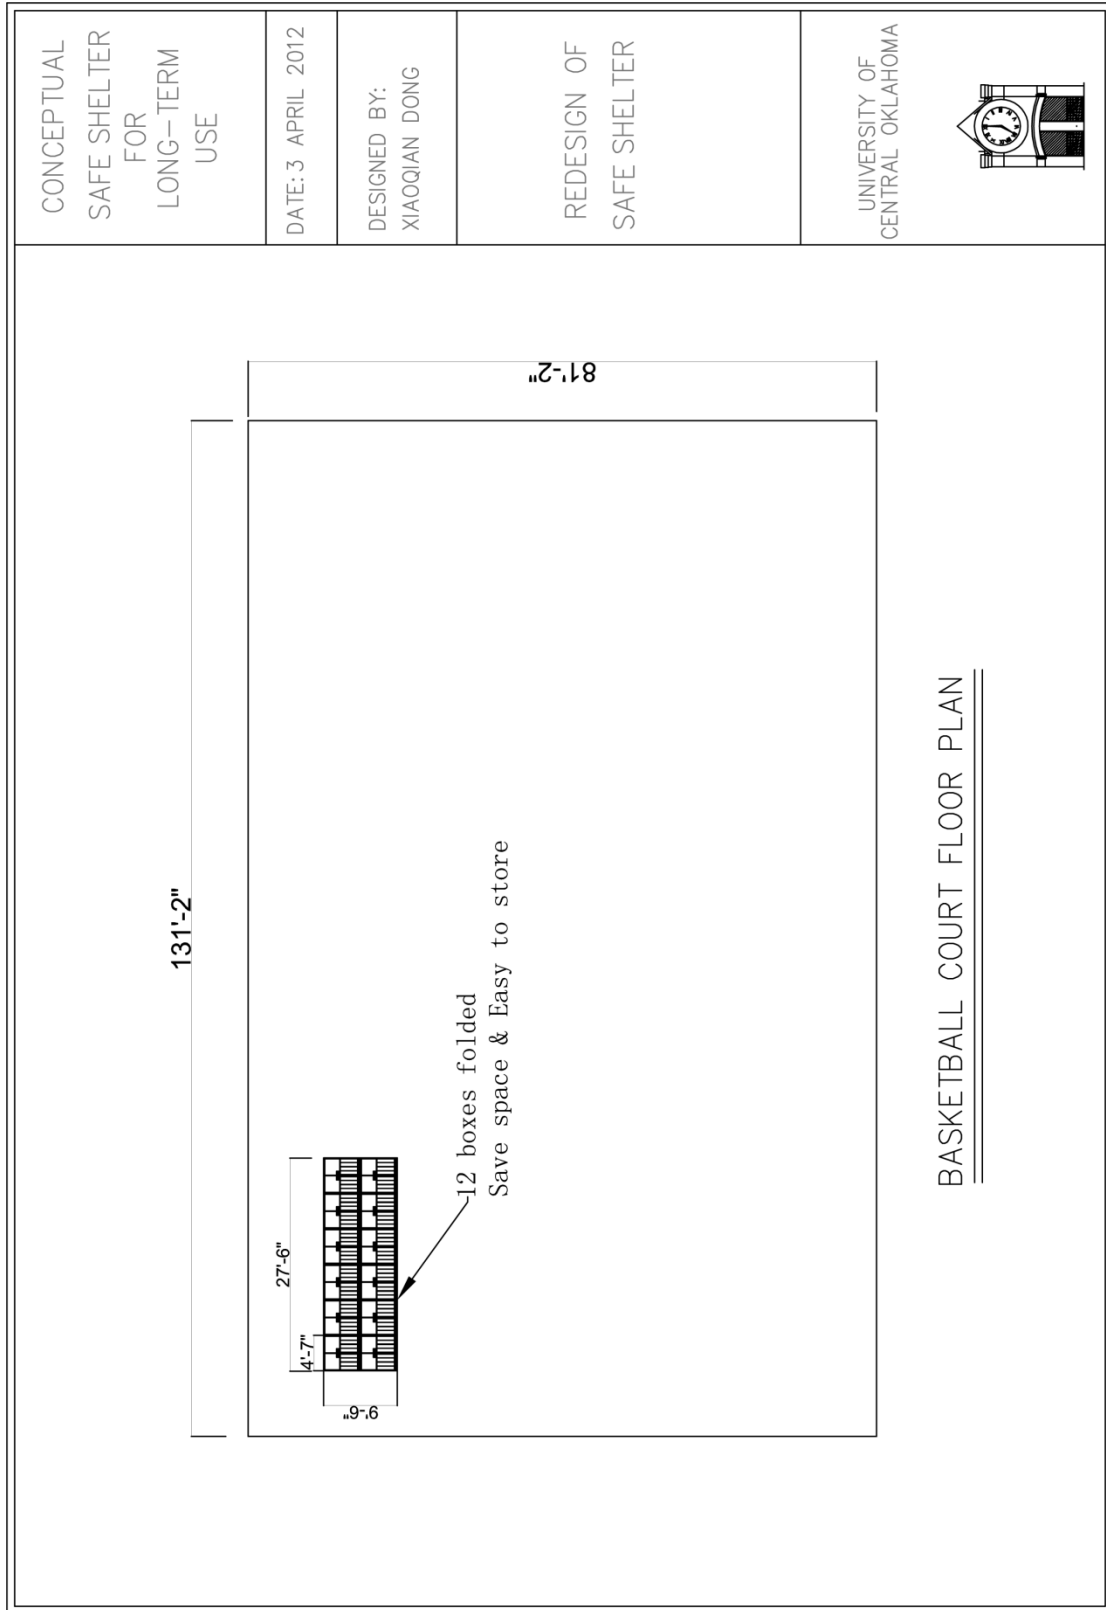 CONCEPTUAL
SAFE SHELTER
FOR
LONG-TERM
USE
DATE: 3 APRIL 2012
DESIGNED BY:
XIAOQIAN DONG
REDESIGN OF
SAFE SHELTER
UNIVERSITY OF
CENTRAL OKLAHOMA
131'-2"
81'-2"
27'-6"
4'-7"
9'-6"
12 boxes folded
Save space & Easy to store
BASKETBALL COURT FLOOR PLAN